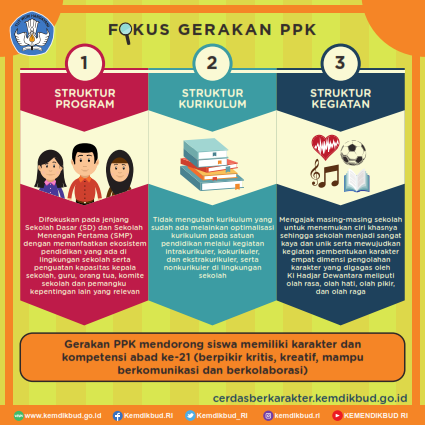 FOKUS GERAKAN PPK
1
STRUKTUR
PROGRAM
Difokuskan pada jenjang
Sekolah Dasar (SD) dan Sekolah
Menengah Pertama (SMP)
dengan memanfaatkan ekosistem
pendidikan yang ada di
lingkungan sekolah serta
penguatan kapasitas kepala
sekolah, guru, orang tua, komite
sekolah dan pemangku
kepentingan lain yang relevan
2
STRUKTUR
KURIKULUM
Tidak mengubah kurikulum yang
sudah ada melainkan optimalisasi
kurikulum pada satuan
pendidikan melalui kegiatan
intrakurikuler, kokurikuler,
dan ekstrakurikuler, serta
nonkurikuler di lingkungan
sekolah
3
STRUKTUR
KEGIATAN
Mengajak masing-masing sekolah
untuk menemukan ciri khasnya
sehingga sekolah menjadi sangat
kaya dan unik serta mewujudkan
kegiatan pembentukan karakter
empat dimensi pengolahan
karakter yang digagas oleh
Ki Hadjar Dewantara meliputi
olah rasa, olah hati, olah pikir,
dan olah raga
Gerakan PPK mendorong siswa memiliki karakter dan
kompetensi abad ke-21 (berpikir kritis, kreatif, mampu
berkomunikasi dan berkolaborasi)
cerdasberkarakter.kemdikbud.go.id
www.kemdikbud.go.id Kemdikbud.RI Kemdikbud_RI kemdikbud.ri KEMENDIKBUD RI